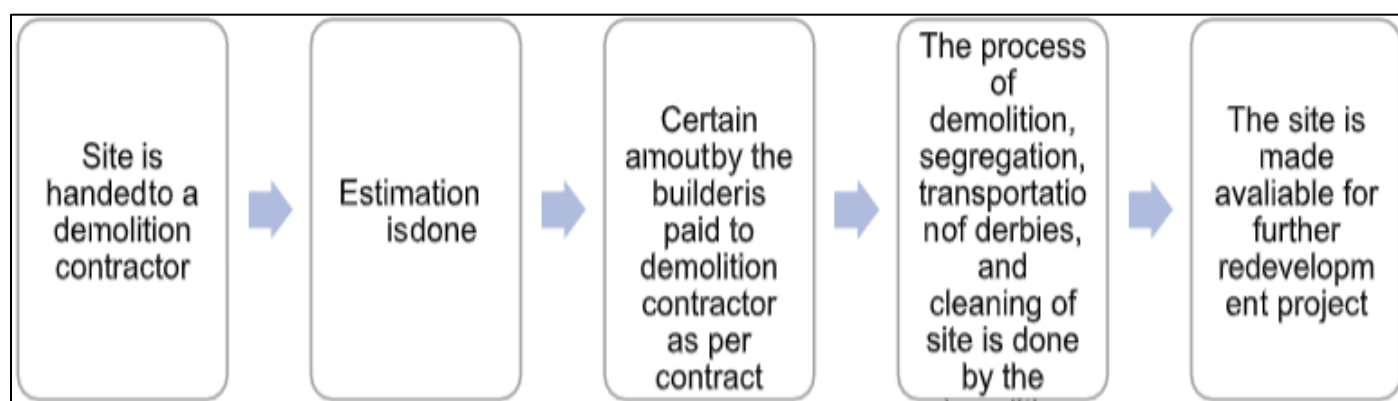 Site is
handedto a
demolition
contractor
Estimation
isdone
Certain
amoutby the
builderis
paid to
demolition
contractor
as per
contract
The process
of
demolition,
segregation,
transportatio
nof derbies,
and
cleaning of
site is done
by the
The site is
made
avaliable for
further
redevelopm
ent project